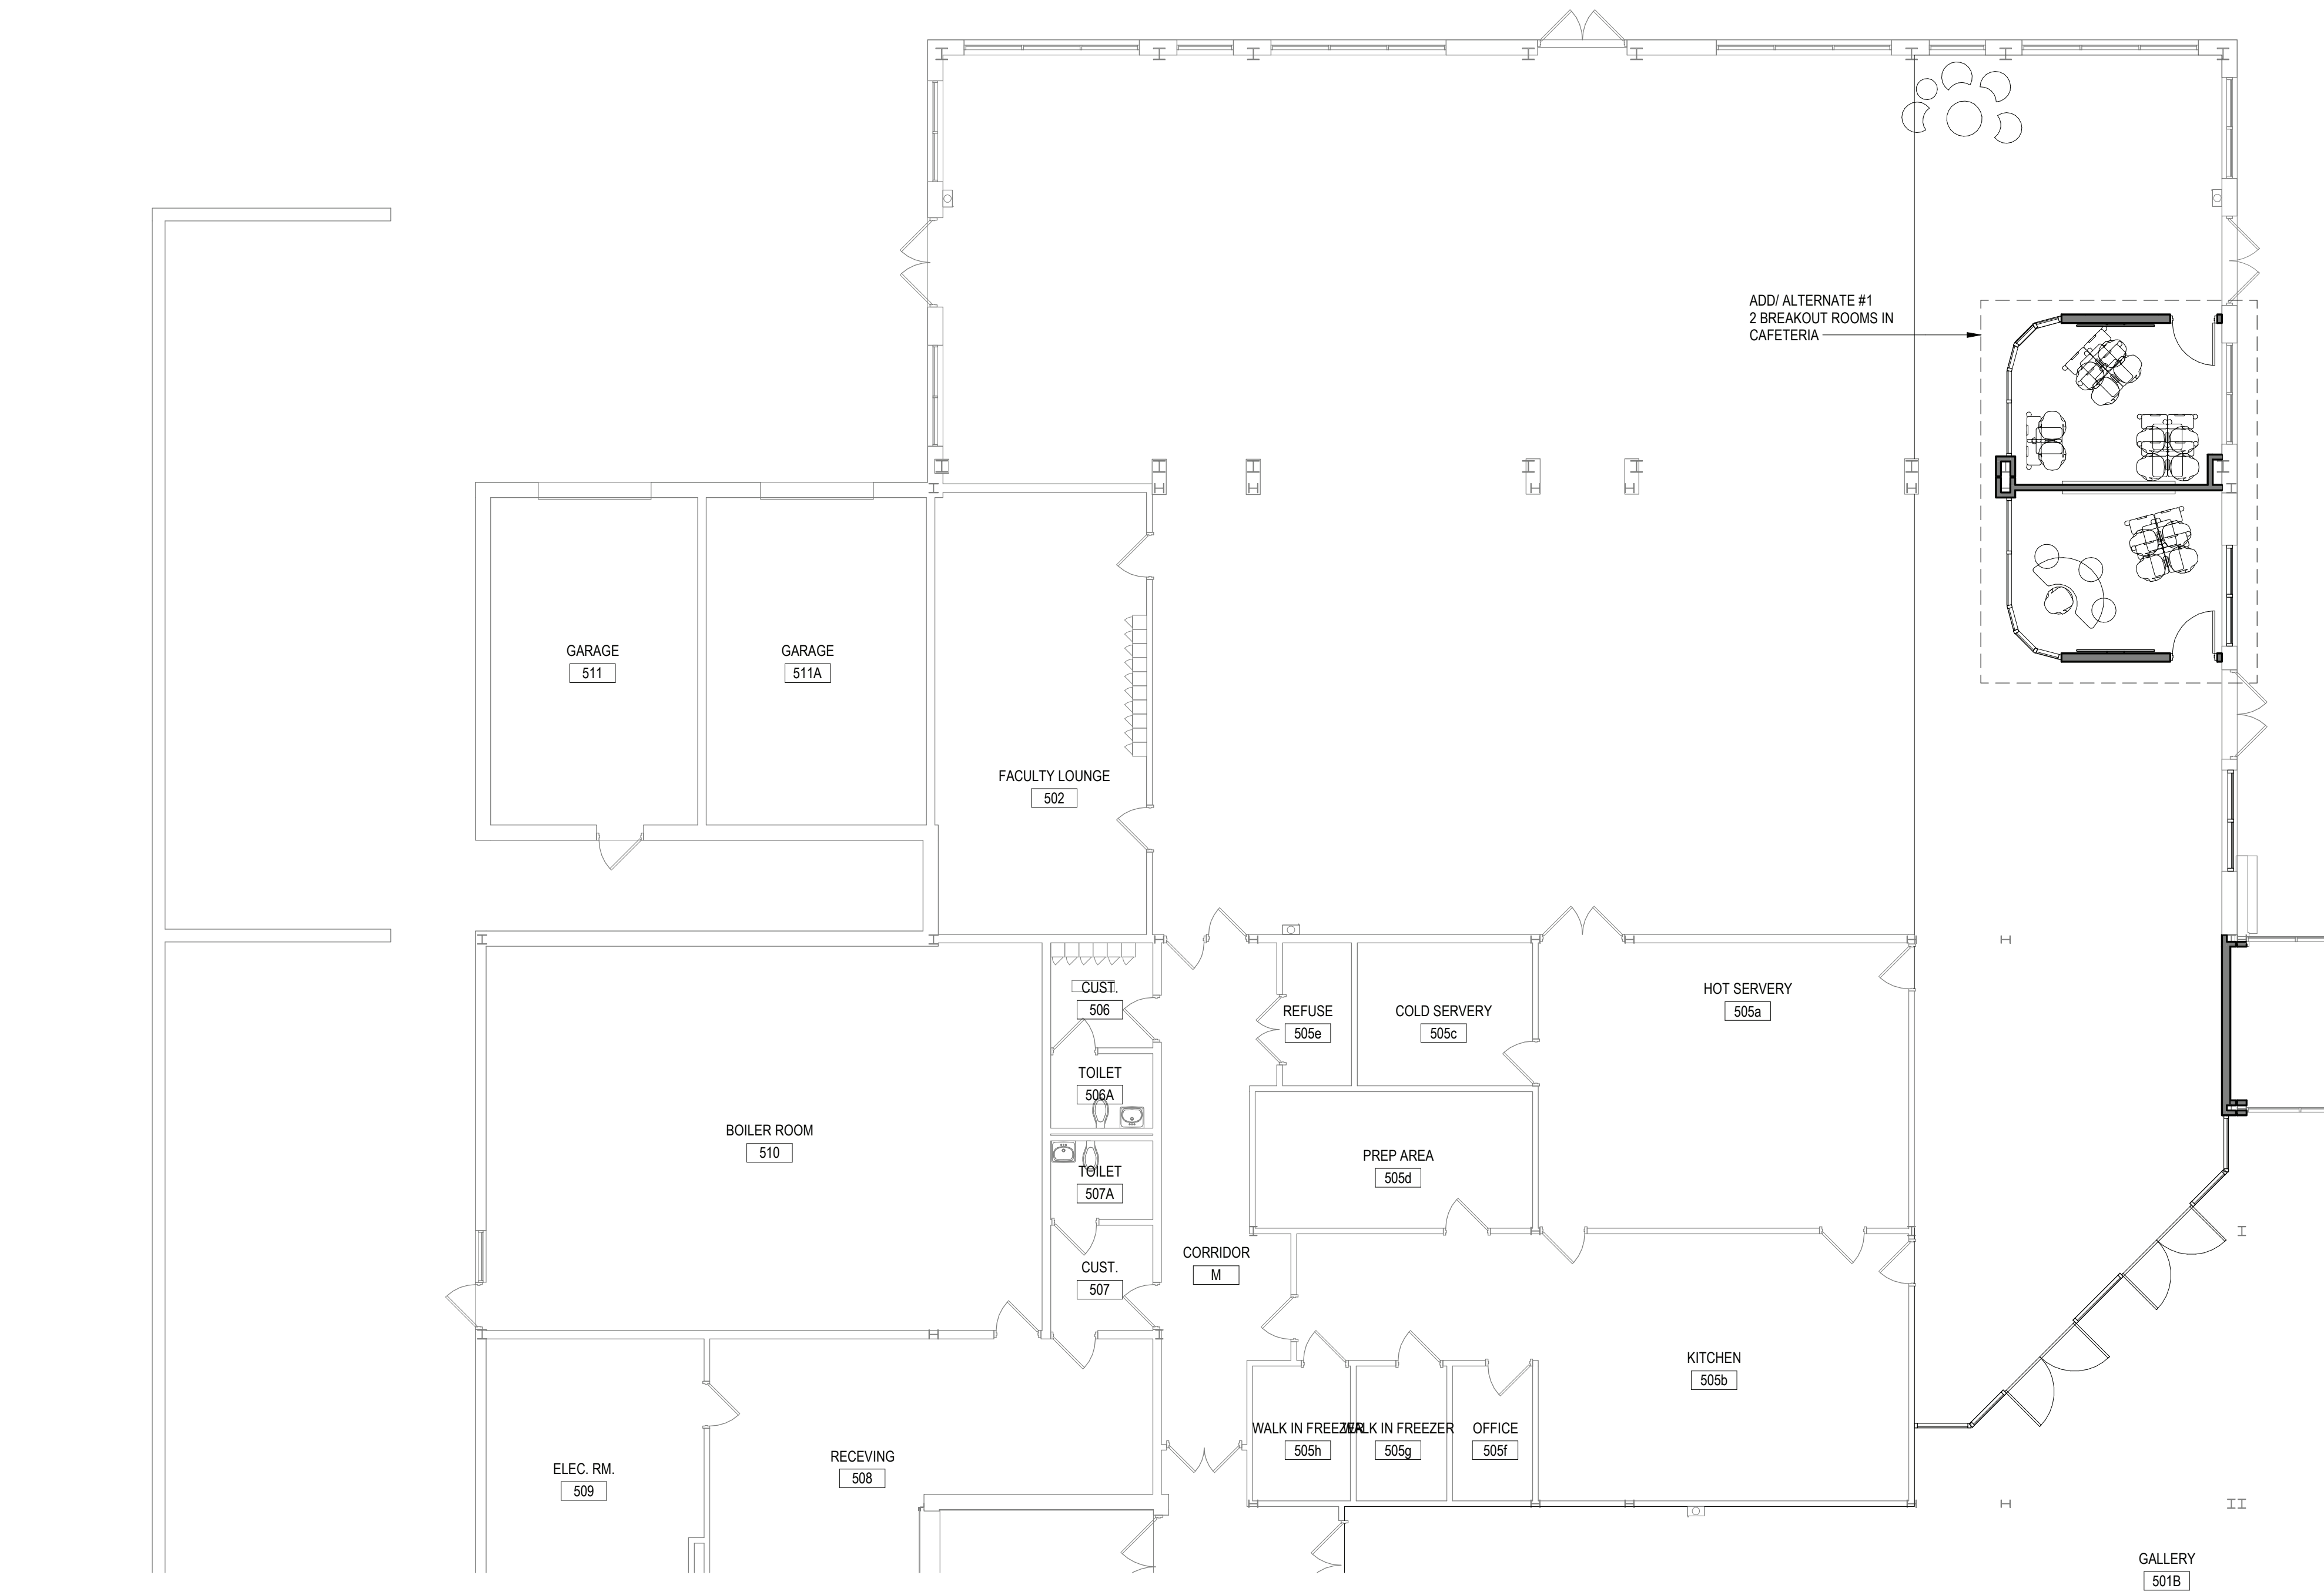 ADD/ ALTERNATE #1
2 BREAKOUT ROOMS IN
CAFETERIA
GARAGE
511
GARAGE
511A
FACULTY LOUNGE
502
CUST.
506
REFUSE
505e
COLD SERVERY
505c
HOT SERVERY
505a
TOILET
506A
BOILER ROOM
510
TOILET
507A
PREP AREA
505d
CORRIDOR
M
CUST.
507
KITCHEN
505b
WALK IN FREEZER
505h
WALK IN FREEZER
505g
OFFICE
505f
RECEVING
508
ELEC. RM.
509
GALLERY
501B